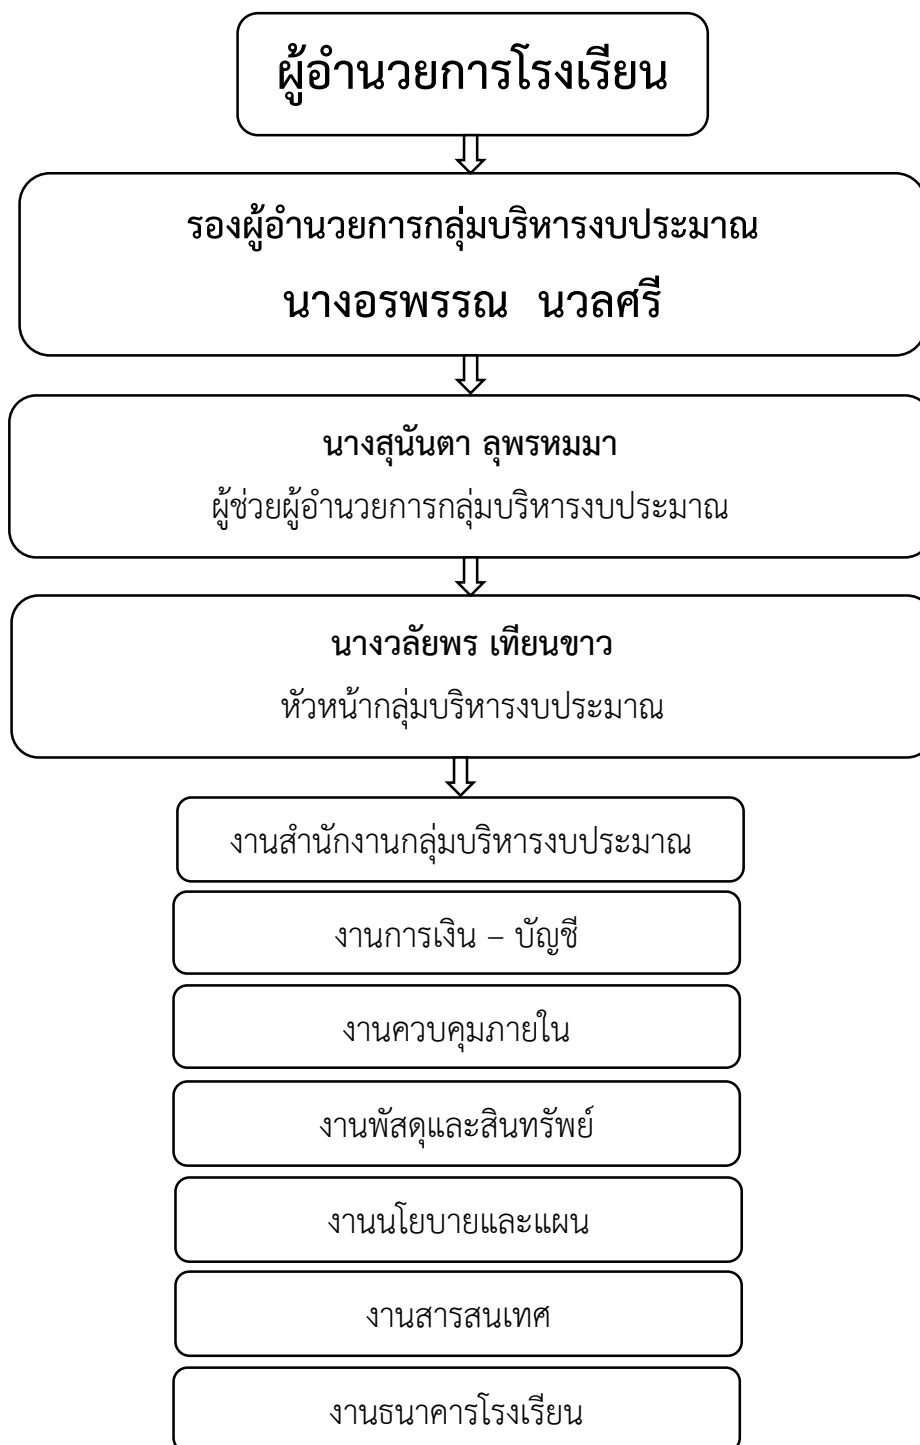 ผู้อำนวยการโรงเรียน
รองผู้อำนวยการกลุ่มบริหารงบประมาณ
นางอรพรรณ นวลศรี
นางสุนันตา ลุพรหมมา
ผู้ช่วยผู้อำนวยการกลุ่มบริหารงบประมาณ
นางวลัยพร เทียนขาว
หัวหน้ากลุ่มบริหารงบประมาณ
งานสำนักงานกลุ่มบริหารงบประมาณ
งานการเงิน – บัญชี
งานควบคุมภายใน
งานพัสดุและสินทรัพย์
งานนโยบายและแผน
งานสารสนเทศ
งานธนาคารโรงเรียน